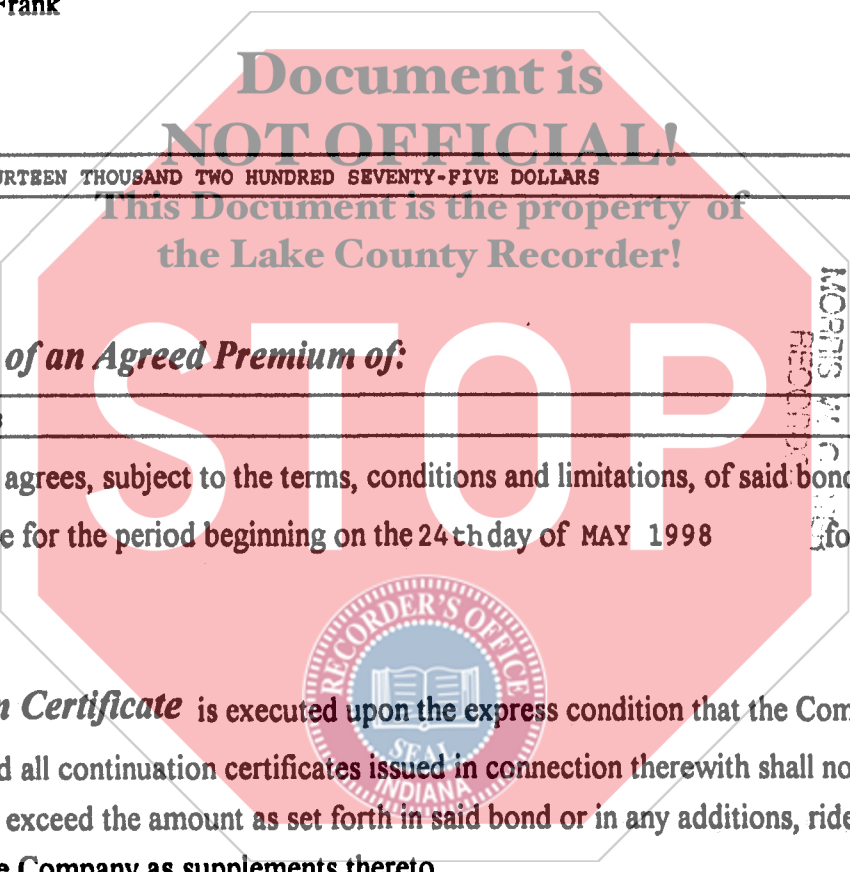 Frank
Document is
NOT OFFICIAL!
URTEEN THOUSAND TWO HUNDRED SEVENTY-FIVE DOLLARS
This Document is the property of
the Lake County Recorder!
of an Agreed Premium of:
STOP
agrees, subject to the terms, conditions and limitations, of said bond
e for the period beginning on the 24th day of MAY 1998 fo
RECORDER'S OFFICE
SEAL
INDIANA
n Certificate is executed upon the express condition that the Com
d all continuation certificates issued in connection therewith shall no
exceed the amount as set forth in said bond or in any additions, ride
e Company as supplements thereto
MORRIS W. C